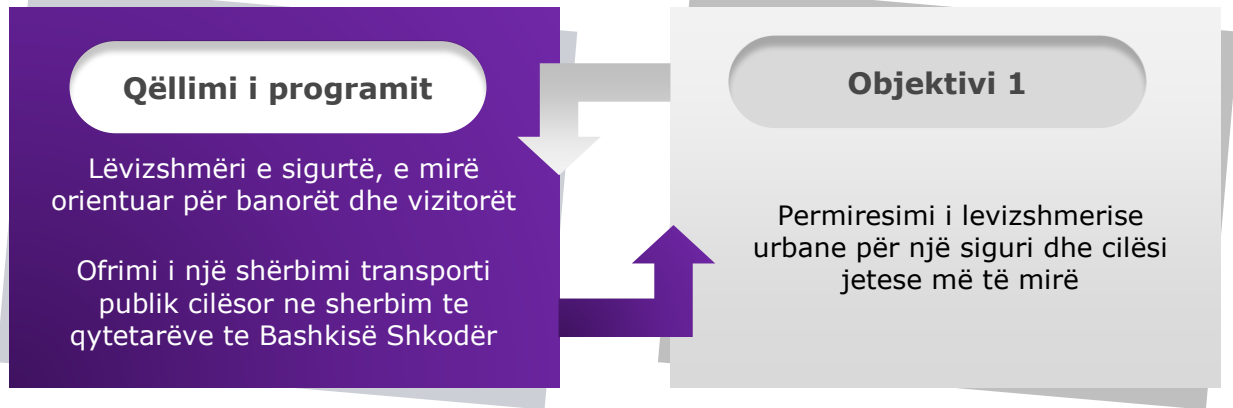 Qëllimi i programit
Lëvizshmëri e sigurtë, e mirë
orientuar për banorët dhe vizitorët
Ofrimi i një shërbimi transporti
publik cilësor ne sherbim te
qytetarëve te Bashkisë Shkodër
Objektivi 1
Permiresimi i levizshmerise
urbane për një siguri dhe cilësi
jetese më të mirë